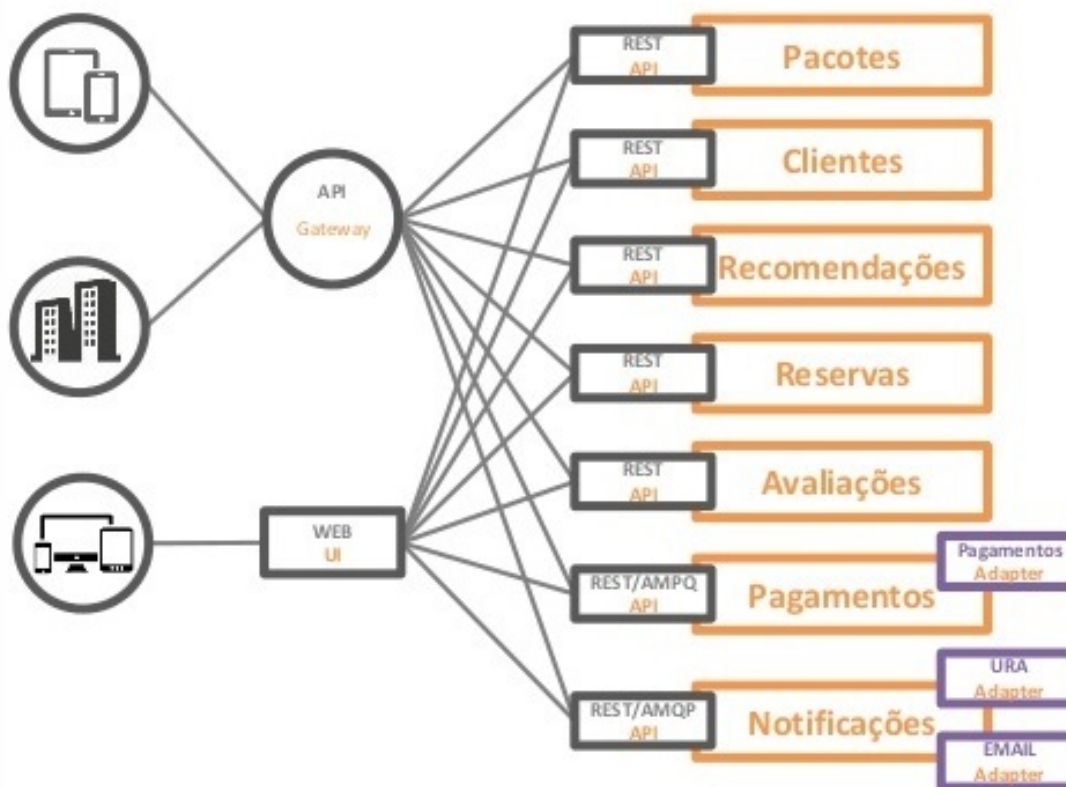 REST
API
Pacotes
REST
API
Clientes
API
Gateway
REST
API
Recomendações
REST
API
Reservas
REST
API
Avaliações
WEB
UI
REST/AMPQ
API
Pagamentos
Pagamentos
Adapter
REST/AMQP
API
Notificações
URA
Adapter
EMAIL
Adapter